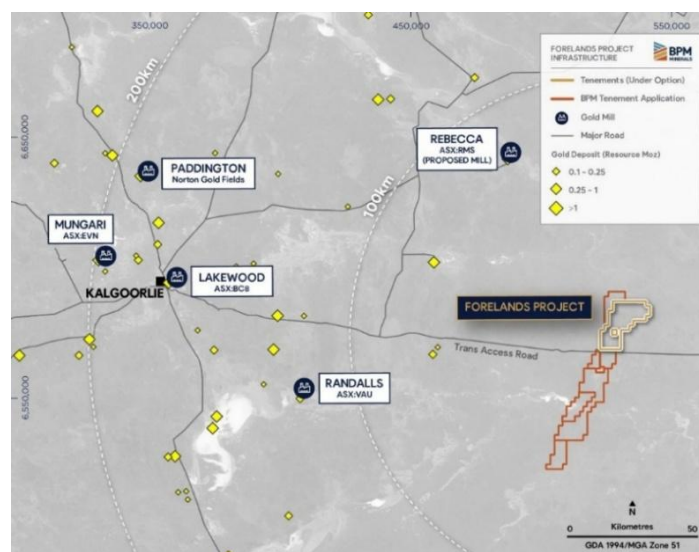 350,000
450,000
550,000
FORELANDS PROJECT
INFRASTRUCTURE
BPM
MINERALS
Tenements (Under Option)
BPM Tenement Application
Gold Mill
Major Road
Gold Deposit (Resource Moz)
0.1 - 0.25
0.25 - 1
>1
200km
6,650,000
PADDINGTON
Norton Gold Fields
REBECCA
ASX:RMS
(PROPOSED MILL)
100km
MUNGARI
ASX:EVN
LAKEWOOD
ASX:BC8
KALGOORLIE
FORELANDS PROJECT
Trans Access Road
RANDALLS
ASX:VAU
6,550,000
N
Kilometres
0
50
GDA 1994/MGA Zone 51